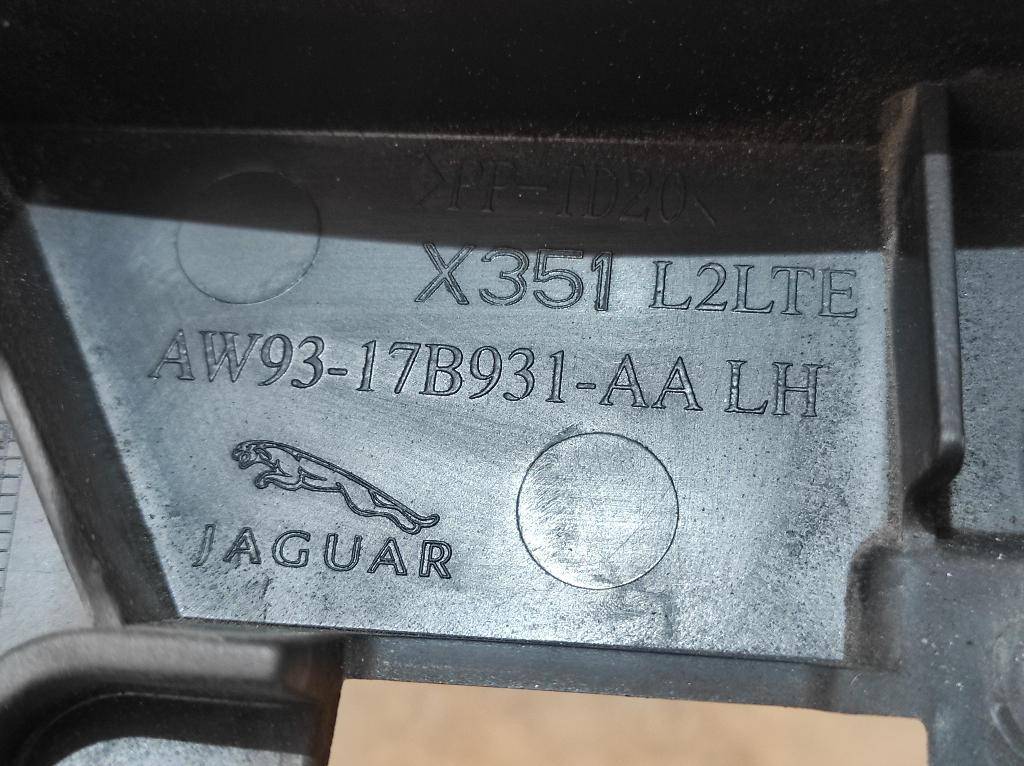 >PP-TD20<
X351 L2LTE
AW93-17B931-AA LH
JAGUAR